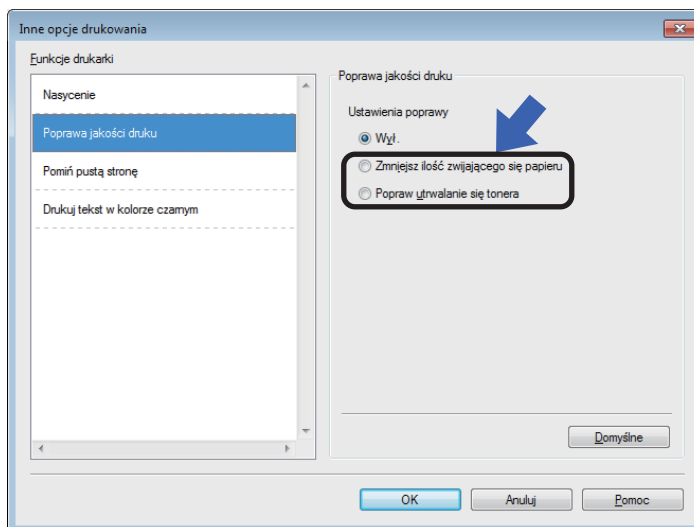 Inne opcje drukowania
Funkcje drukarki
Nasycenie
Poprawa jakości druku
Pomiń pustą stronę
Drukuj tekst w kolorze czarnym
Poprawa jakości druku
Ustawienia poprawy
Wył.
Zmniejsz ilość zwijającego się papieru
Popraw utrwalanie się tonera
Domyślne
OK
Anuluj
Pomoc